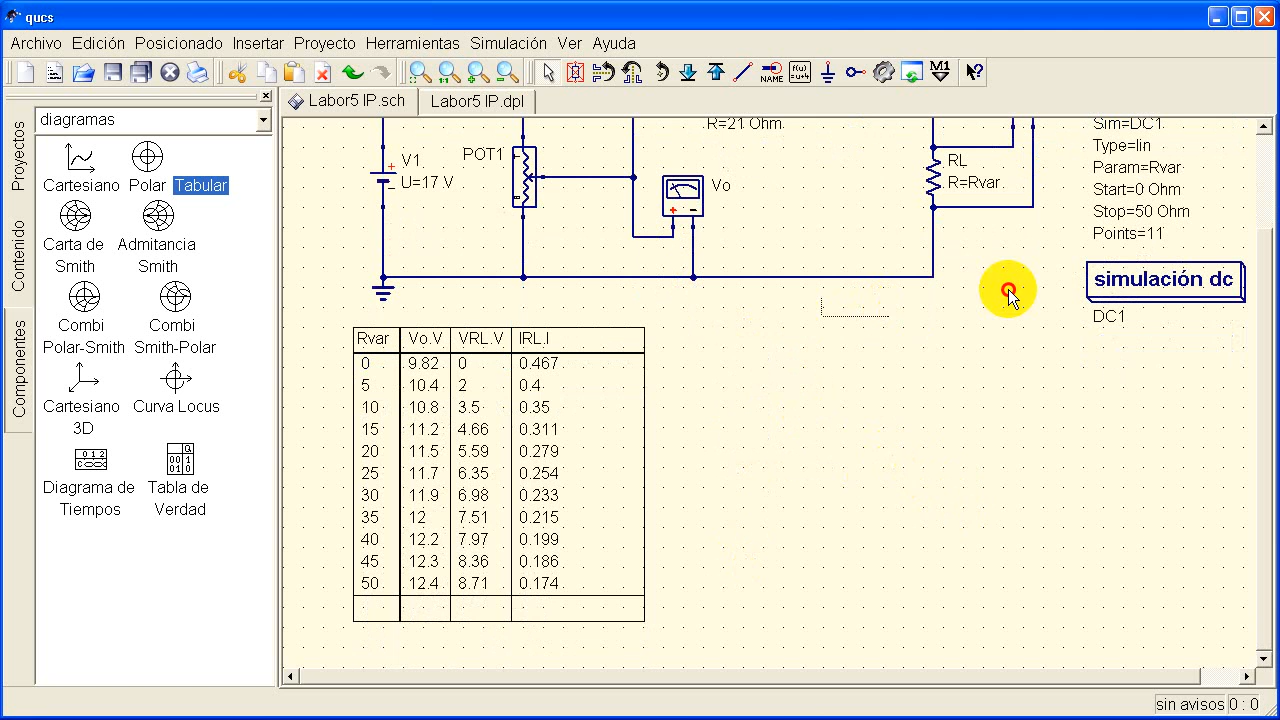 qucs
Archivo Edición Posicionado Insertar Proyecto Herramientas Simulación Ver Ayuda
1:1 NAME f(u) =u+4 M1 ?
Labor5 IP.sch Labor5 IP.dpl
Proyectos
Contenido
Componentes
diagramas
Cartesiano Polar Tabular
Carta de Smith
Admitancia Smith
Combi Polar-Smith
Combi Smith-Polar
Cartesiano 3D
Curva Locus
Diagrama de Tiempos
Tabla de Verdad
R=21 Ohm
V1
U=17 V
POT1
Vo
RL
R=Rvar
Sim=DC1
Type=lin
Param=Rvar
Start=0 Ohm
Stop=50 Ohm
Points=11
simulación dc
DC1
Rvar Vo.V VRL.V IRL.I
0 9.82 0 0.467
5 10.4 2 0.4
10 10.8 3.5 0.35
15 11.2 4.66 0.311
20 11.5 5.59 0.279
25 11.7 6.35 0.254
30 11.9 6.98 0.233
35 12 7.51 0.215
40 12.2 7.97 0.199
45 12.3 8.36 0.186
50 12.4 8.71 0.174
sin avisos 0 : 0